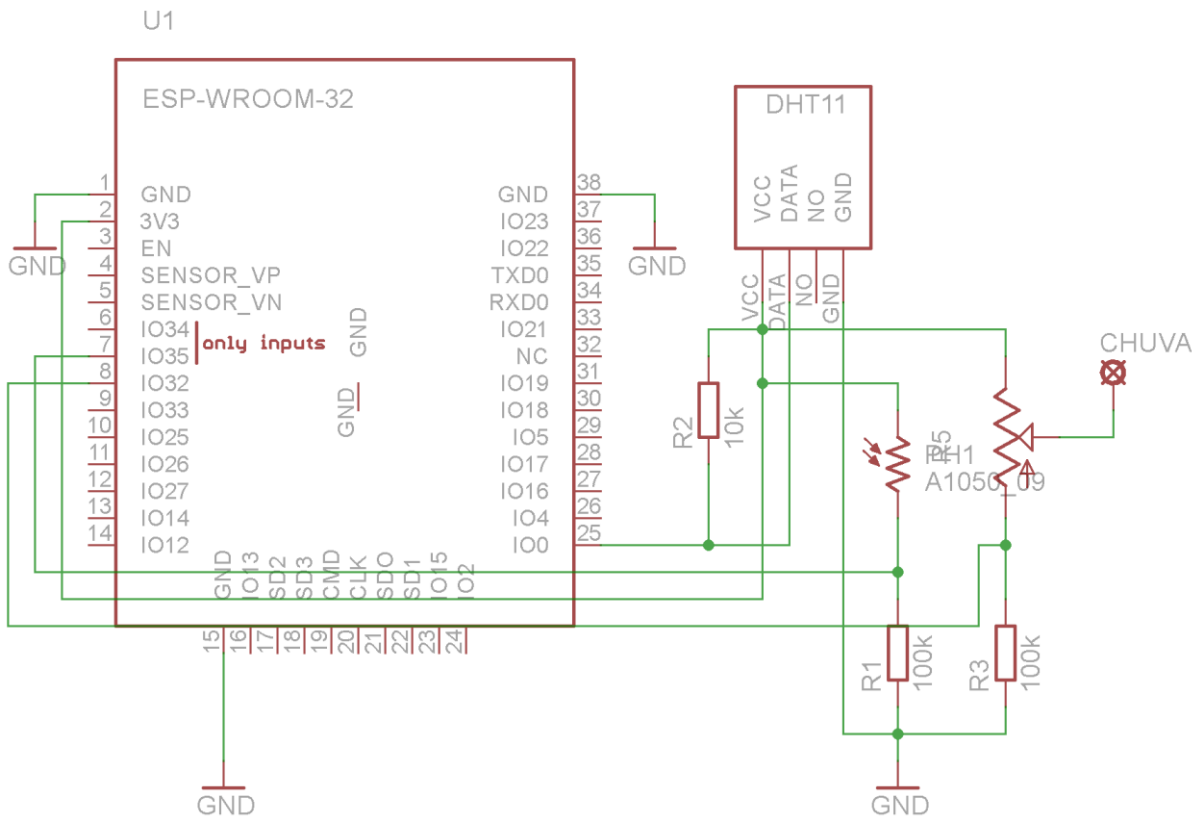 U1
ESP-WROOM-32
1 GND
2 3V3
3 EN
4 SENSOR_VP
5 SENSOR_VN
6 IO34
7 IO35
8 IO32
9 IO33
10 IO25
11 IO26
12 IO27
13 IO14
14 IO12
only inputs
GND
GND
GND 38
IO23 37
IO22 36
TXD0 35
RXD0 34
IO21 33
NC 32
IO19 31
IO18 30
IO5 29
IO17 28
IO16 27
IO4 26
IO0 25
GND 15
IO13 16
SD2 17
SD3 18
CMD 19
CLK 20
SDO 21
SD1 22
IO15 23
IO2 24
GND
GND
GND
DHT11
VCC
DATA
NO
GND
VCC
DATA
NO
GND
R2
10k
PH1
A1050_09
CHUVA
R1
100k
R3
100k
GND